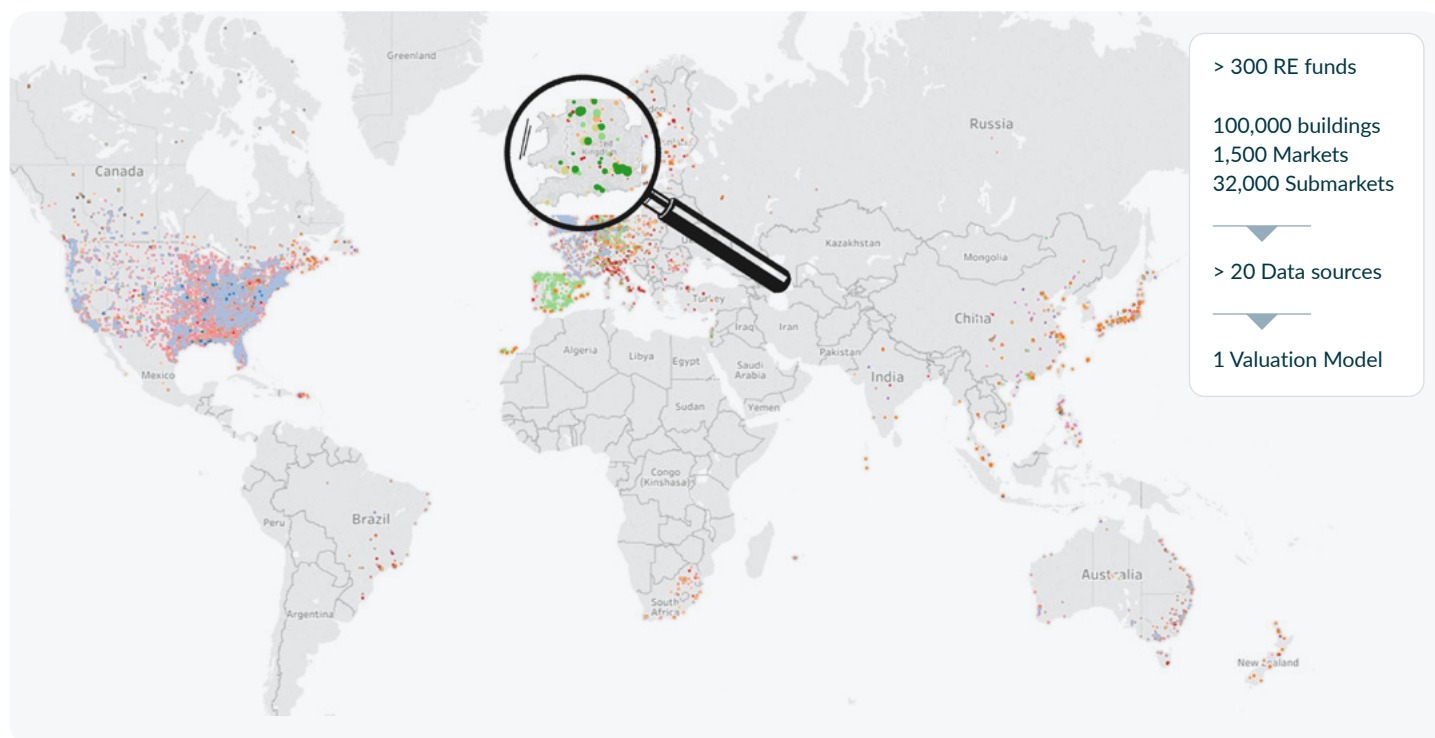 Greenland
Russia
Canada
Kazakhstan
Mongolia
Turkey
China
Iraq
Iran
Algeria
Libya
Egypt
Pakistan
Saudi
Arabia
India
Mexico
Sudan
Yemen
Congo
(Kinshasa)
Peru
Brazil
Australia
South
Africa
Argentina
New Zealand
> 300 RE funds
100,000 buildings
1,500 Markets
32,000 Submarkets
> 20 Data sources
1 Valuation Model